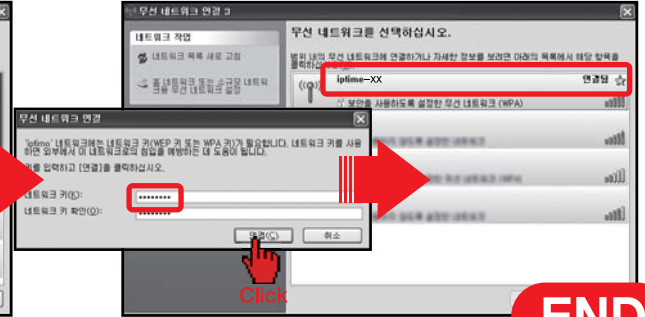 무선 네트워크 연결 3
무선 네트워크를 선택하십시오.
네트워크 작업
네트워크 목록 새로 고침
홈 네트워크 또는 소규모 네트워
크용 무선 네트워크 설정
범위 내의 무선 네트워크에 연결하거나 자세한 정보를 보려면 아래의 목록에서 해당 항목을
클릭하십시오.
iptime-XX
연결됨
보안을 사용하도록 설정한 무선 네트워크 (WPA)
무선 네트워크 연결
'iptime' 네트워크에는 네트워크 키(WEP 키 또는 WPA 키)가 필요합니다. 네트워크 키를 사용
하면 외부에서 이 네트워크로의 침입을 예방하는 데 도움이 됩니다.
키를 입력하고 [연결]을 클릭하십시오.
네트워크 키(K):
••••••••
네트워크 키 확인(O):
••••••••
연결(C)
취소
Click
END